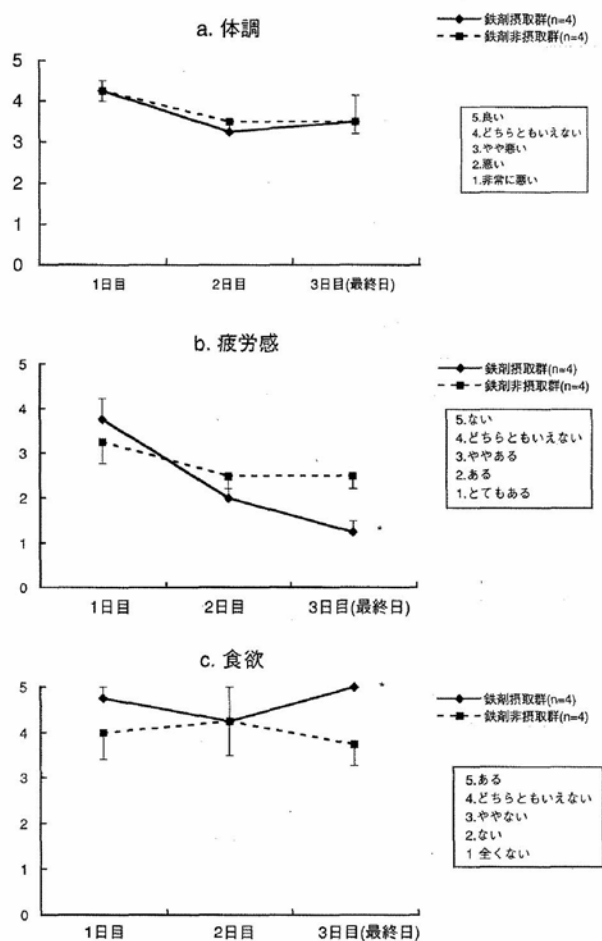 a. 体調
鉄剤摂取群(n=4)
鉄剤非摂取群(n=4)
5
4
3
2
1
0
1日目
2日目
3日目(最終日)
5.良い
4.どちらともいえない
3.やや悪い
2.悪い
1.非常に悪い
b. 疲労感
鉄剤摂取群(n=4)
鉄剤非摂取群(n=4)
5
4
3
2
1
0
*
1日目
2日目
3日目(最終日)
5.ない
4.どちらともいえない
3.ややある
2.ある
1.とてもある
c. 食欲
鉄剤摂取群(n=4)
鉄剤非摂取群(n=4)
5
4
3
2
1
0
*
1日目
2日目
3日目(最終日)
5.ある
4.どちらともいえない
3.ややない
2.ない
1 全くない